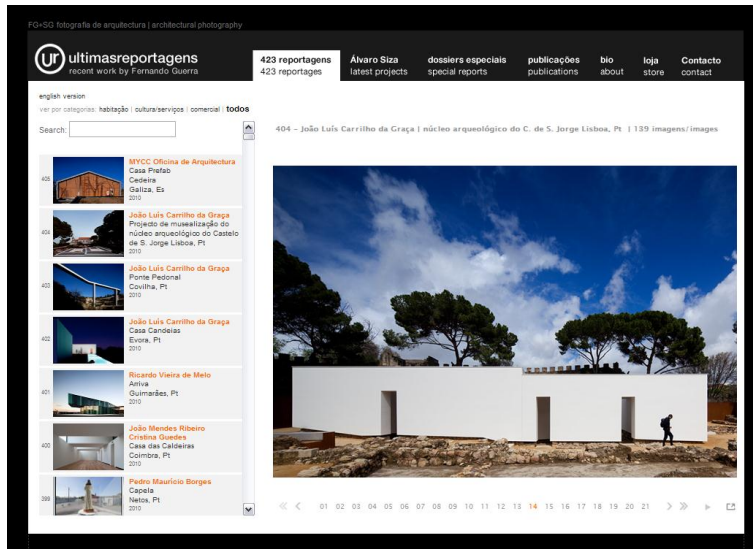 FG+SG fotografia de arquitectura | architectural photography
ur ultimasreportagens
recent work by Fernando Guerra
423 reportagens
423 reportages
Álvaro Siza
latest projects
dossiers especiais
special reports
publicações
publications
bio
about
loja
store
Contacto
contact
english version
ver por categorias: habitação | cultura/serviços | comercial | todos
Search:
404 - João Luís Carrilho da Graça | núcleo arqueológico do C. de S. Jorge Lisboa, Pt | 139 imagens/images
405
MYCC Oficina de Arquitectura
Casa Prefab
Cedeira
Galiza, Es
2010
404
João Luis Carrilho da Graça
Projecto de musealização do
núcleo arqueológico do Castelo
de S. Jorge Lisboa, Pt
2010
403
João Luis Carrilho da Graça
Ponte Pedonal
Covilha, Pt
2010
402
João Luis Carrilho da Graça
Casa Candeias
Evora, Pt
2010
401
Ricardo Vieira de Melo
Arriva
Guimarães, Pt
2010
400
João Mendes Ribeiro
Cristina Guedes
Casa das Caldeiras
Coimbra, Pt
2010
399
Pedro Maurício Borges
Capela
Netos, Pt
2010
01 02 03 04 05 06 07 08 09 10 11 12 13 14 15 16 17 18 19 20 21